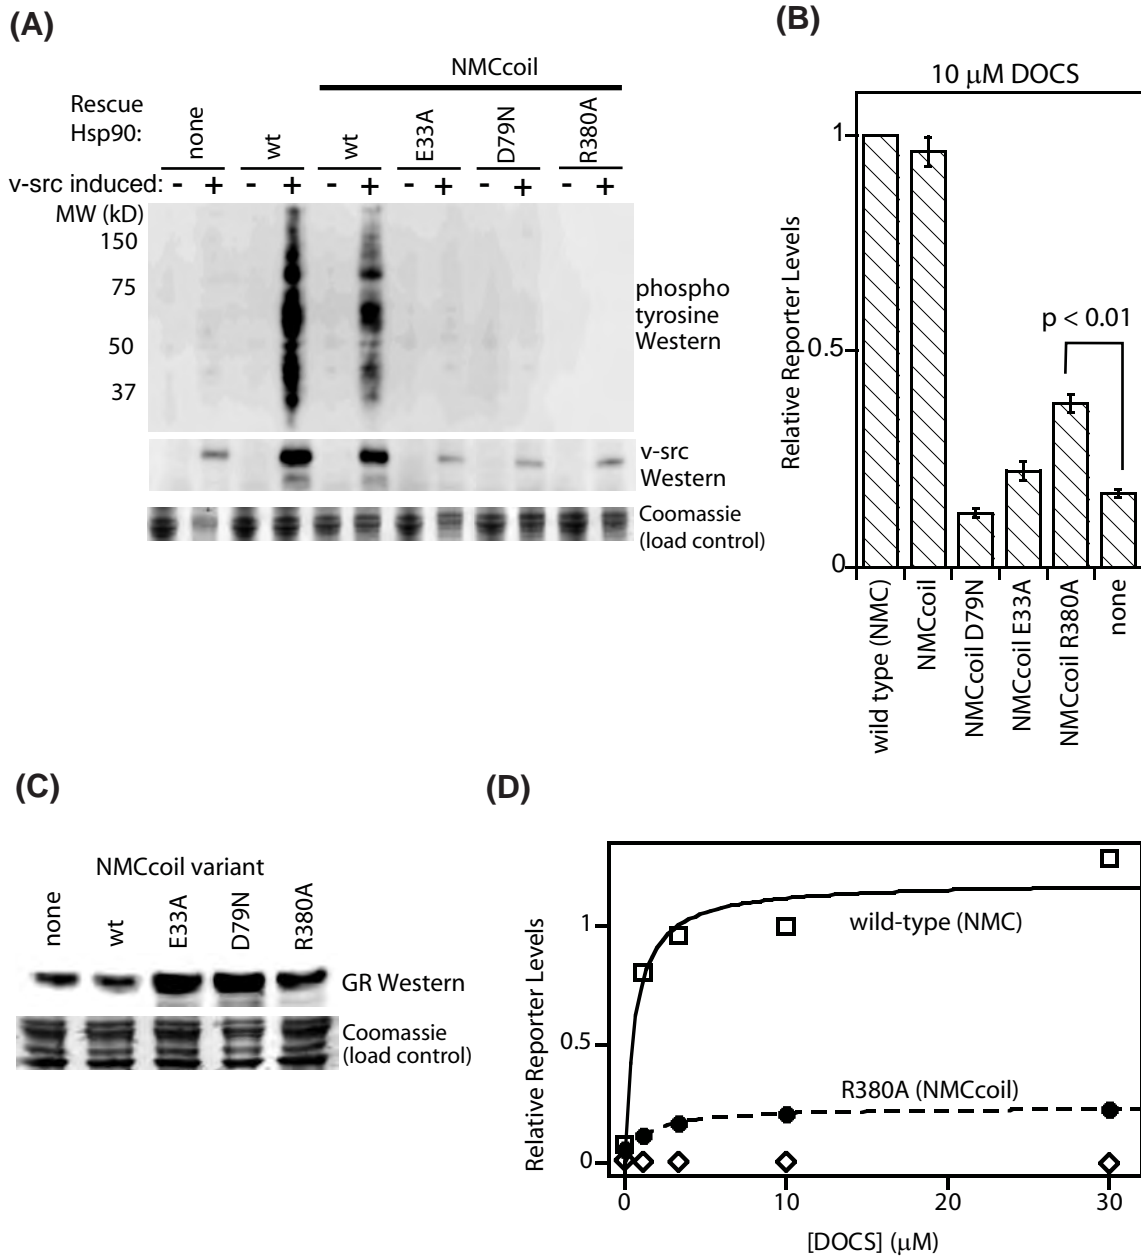 (A)
NMCcoil
Rescue
Hsp90:
none
wt
wt
E33A
D79N
R380A
v-src induced:
- + - + - + - + - + - +
MW (kD)
150
75
50
37
phospho
tyrosine
Western
v-src
Western
Coomassie
(load control)
(B)
10 μM DOCS
Relative Reporter Levels
1
0.5
0
p < 0.01
wild type (NMC)
NMCcoil
NMCcoil D79N
NMCcoil E33A
NMCcoil R380A
none
(C)
NMCcoil variant
none
wt
E33A
D79N
R380A
GR Western
Coomassie
(load control)
(D)
Relative Reporter Levels
1
0.5
0
wild-type (NMC)
R380A (NMCcoil)
0 10 20 30
[DOCS] (μM)